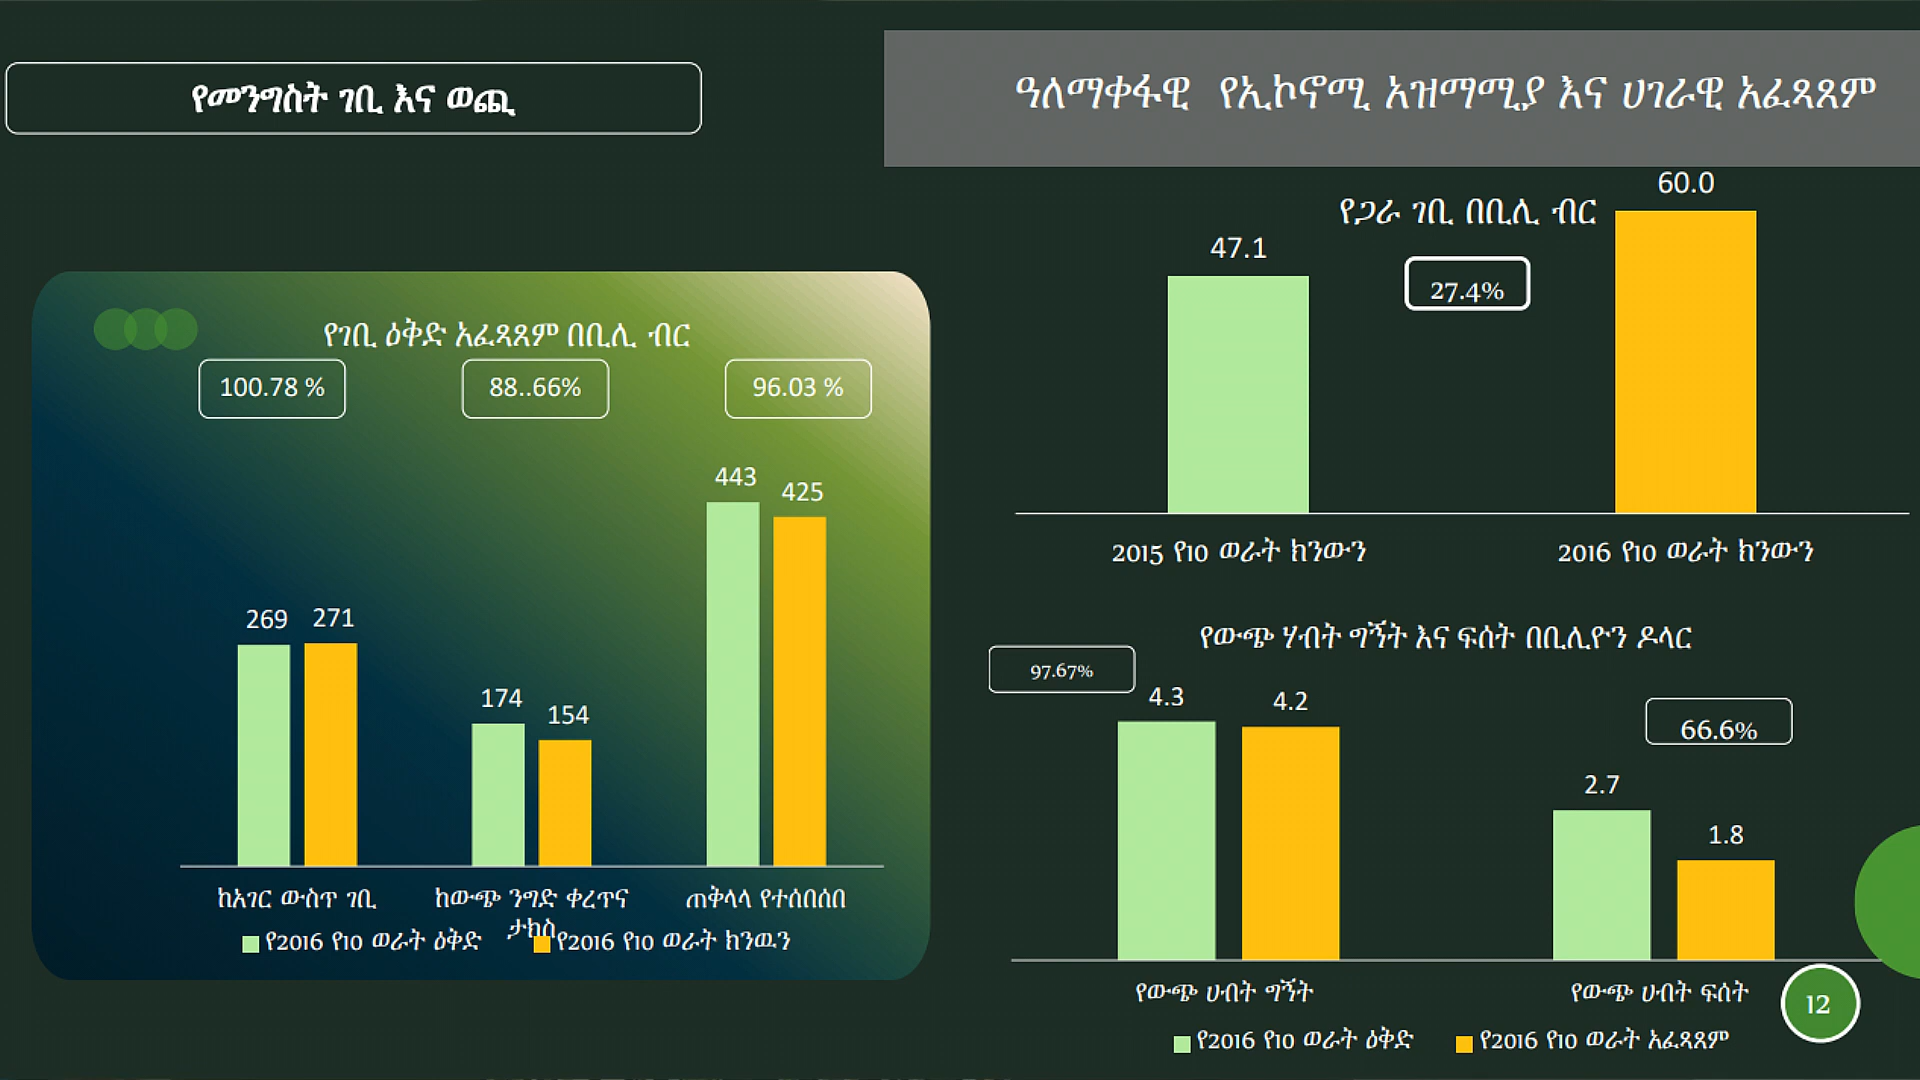 የመንግስት ገቢ እና ወጪ
ዓለማቀፋዊ የኢኮኖሚ አዝማሚያ እና ሀገራዊ አፈጻጸም
የገቢ ዕቅድ አፈጻጸም በቢሊ ብር
100.78 %
88..66%
96.03 %
443
425
269
271
174
154
ከአገር ውስጥ ገቢ
ከውጭ ንግድ ቀረጥና
ታክስ
ጠቅላላ የተሰበሰበ
የ2016 የ10 ወራት ዕቅድ
የ2016 የ10 ወራት ክንዉን
የጋራ ገቢ በቢሊ ብር
60.0
47.1
27.4%
2015 የ10 ወራት ክንውን
2016 የ10 ወራት ክንውን
የውጭ ሃብት ግኝት እና ፍሰት በቢሊዮን ዶላር
97.67%
4.3
4.2
66.6%
2.7
1.8
የውጭ ሀብት ግኝት
የውጭ ሀብት ፍሰት
የ2016 የ10 ወራት ዕቅድ
የ2016 የ10 ወራት አፈጻጸም
12